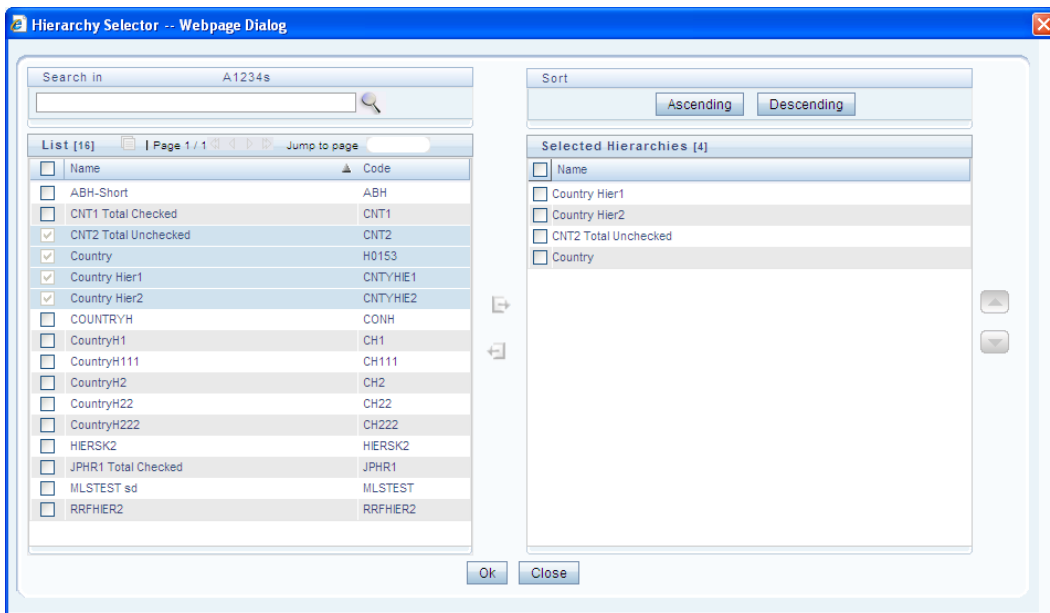 Hierarchy Selector -- Webpage Dialog
Search in A1234s
List [16] | Page 1 / 1 Jump to page
Name Code
ABH-Short ABH
CNT1 Total Checked CNT1
CNT2 Total Unchecked CNT2
Country H0153
Country Hier1 CNTYHIE1
Country Hier2 CNTYHIE2
COUNTRYH CONH
CountryH1 CH1
CountryH111 CH111
CountryH2 CH2
CountryH22 CH22
CountryH222 CH222
HIERSK2 HIERSK2
JPHR1 Total Checked JPHR1
MLSTEST sd MLSTEST
RRFHIER2 RRFHIER2
Sort
Ascending Descending
Selected Hierarchies [4]
Name
Country Hier1
Country Hier2
CNT2 Total Unchecked
Country
Ok Close